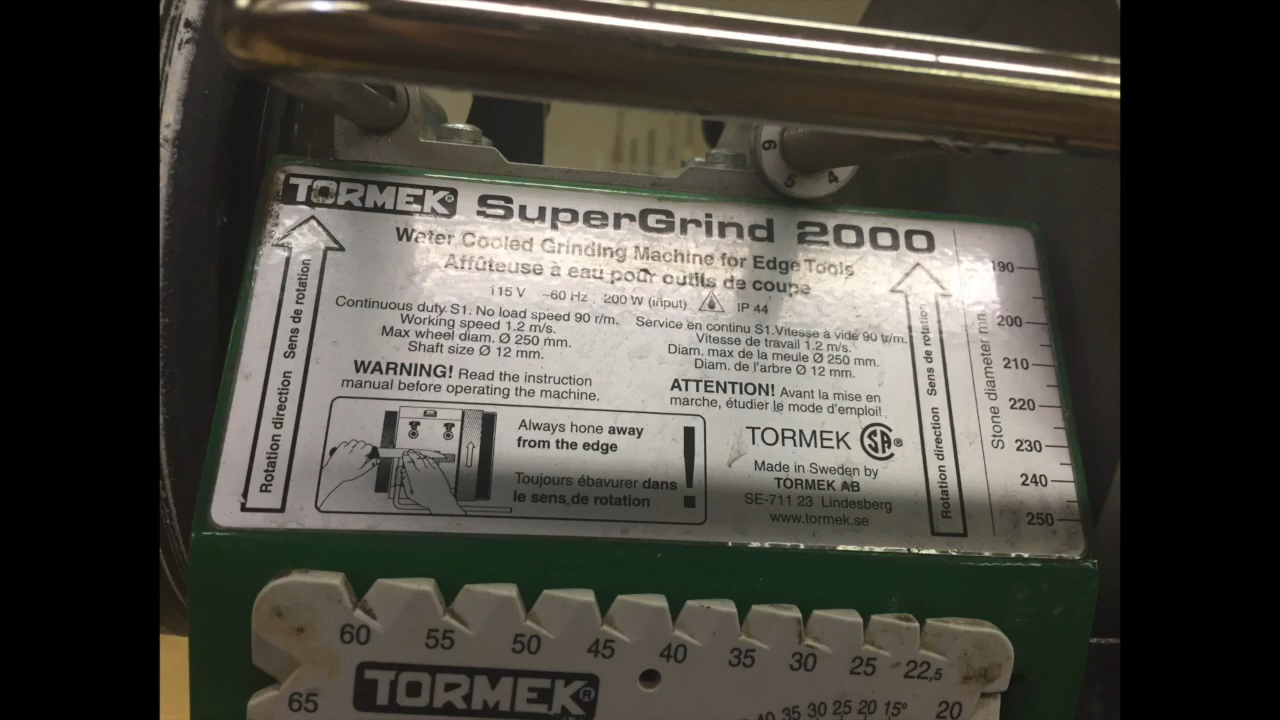 6 5 4
TORMEK® SuperGrind 2000
Water Cooled Grinding Machine for Edge Tools
Affûteuse à eau pour outils de coupe
115 V ~60 Hz 200 W (input) IP 44
Continuous duty S1. No load speed 90 r/m.
Working speed 1.2 m/s.
Max wheel diam. Ø 250 mm.
Shaft size Ø 12 mm.
Service en continu S1.Vitesse à vide 90 tr/m.
Vitesse de travail 1.2 m/s.
Diam. max de la meule Ø 250 mm.
Diam. de l'arbre Ø 12 mm.
WARNING! Read the instruction
manual before operating the machine.
ATTENTION! Avant la mise en
marche, étudier le mode d'emploi!
Always hone away
from the edge
Toujours ébavurer dans
le sens de rotation
!
TORMEK SA®
Made in Sweden by
TORMEK AB
SE-711 23 Lindesberg
www.tormek.se
Rotation direction Sens de rotation
Rotation direction Sens de rotation
Stone diameter mm.
190
200
210
220
230
240
250
60 55 50 45 40 35 30 25 22,5
65 TORMEK® 20
40 35 30 25 20 15°